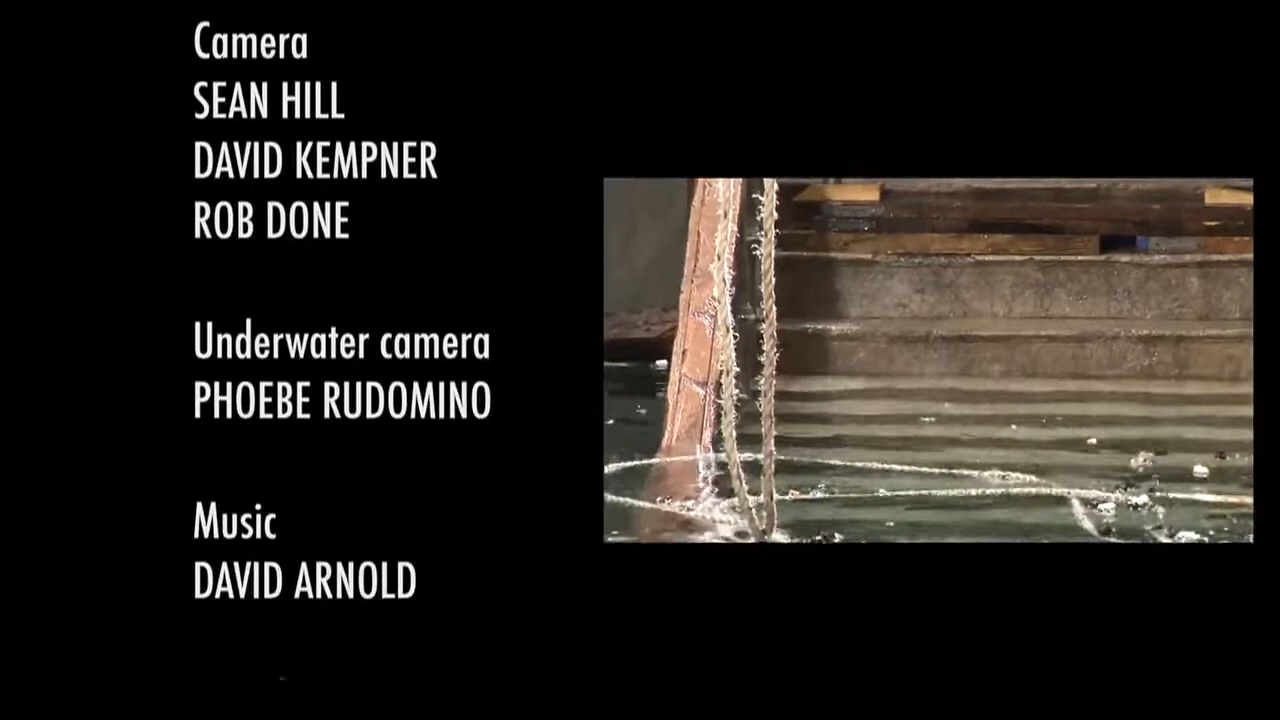 Camera
SEAN HILL
DAVID KEMPNER
ROB DONE
Underwater camera
PHOEBE RUDOMINO
Music
DAVID ARNOLD